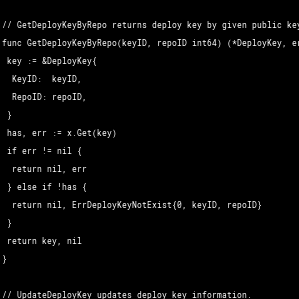 // GetDeployKeyByRepo returns deploy key by given public key
func GetDeployKeyByRepo(keyID, repoID int64) (*DeployKey, er
key := &DeployKey{
KeyID:  keyID,
RepoID: repoID,
}
has, err := x.Get(key)
if err != nil {
return nil, err
} else if !has {
return nil, ErrDeployKeyNotExist{0, keyID, repoID}
}
return key, nil
}
// UpdateDeployKey updates deploy key information.